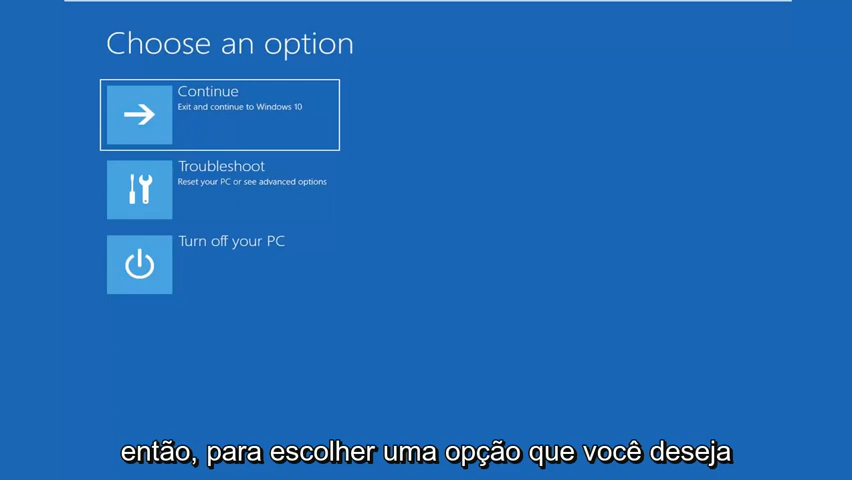 Choose an option
Continue
Exit and continue to Windows 10
Troubleshoot
Reset your PC or see advanced options
Turn off your PC
então, para escolher uma opção que você deseja